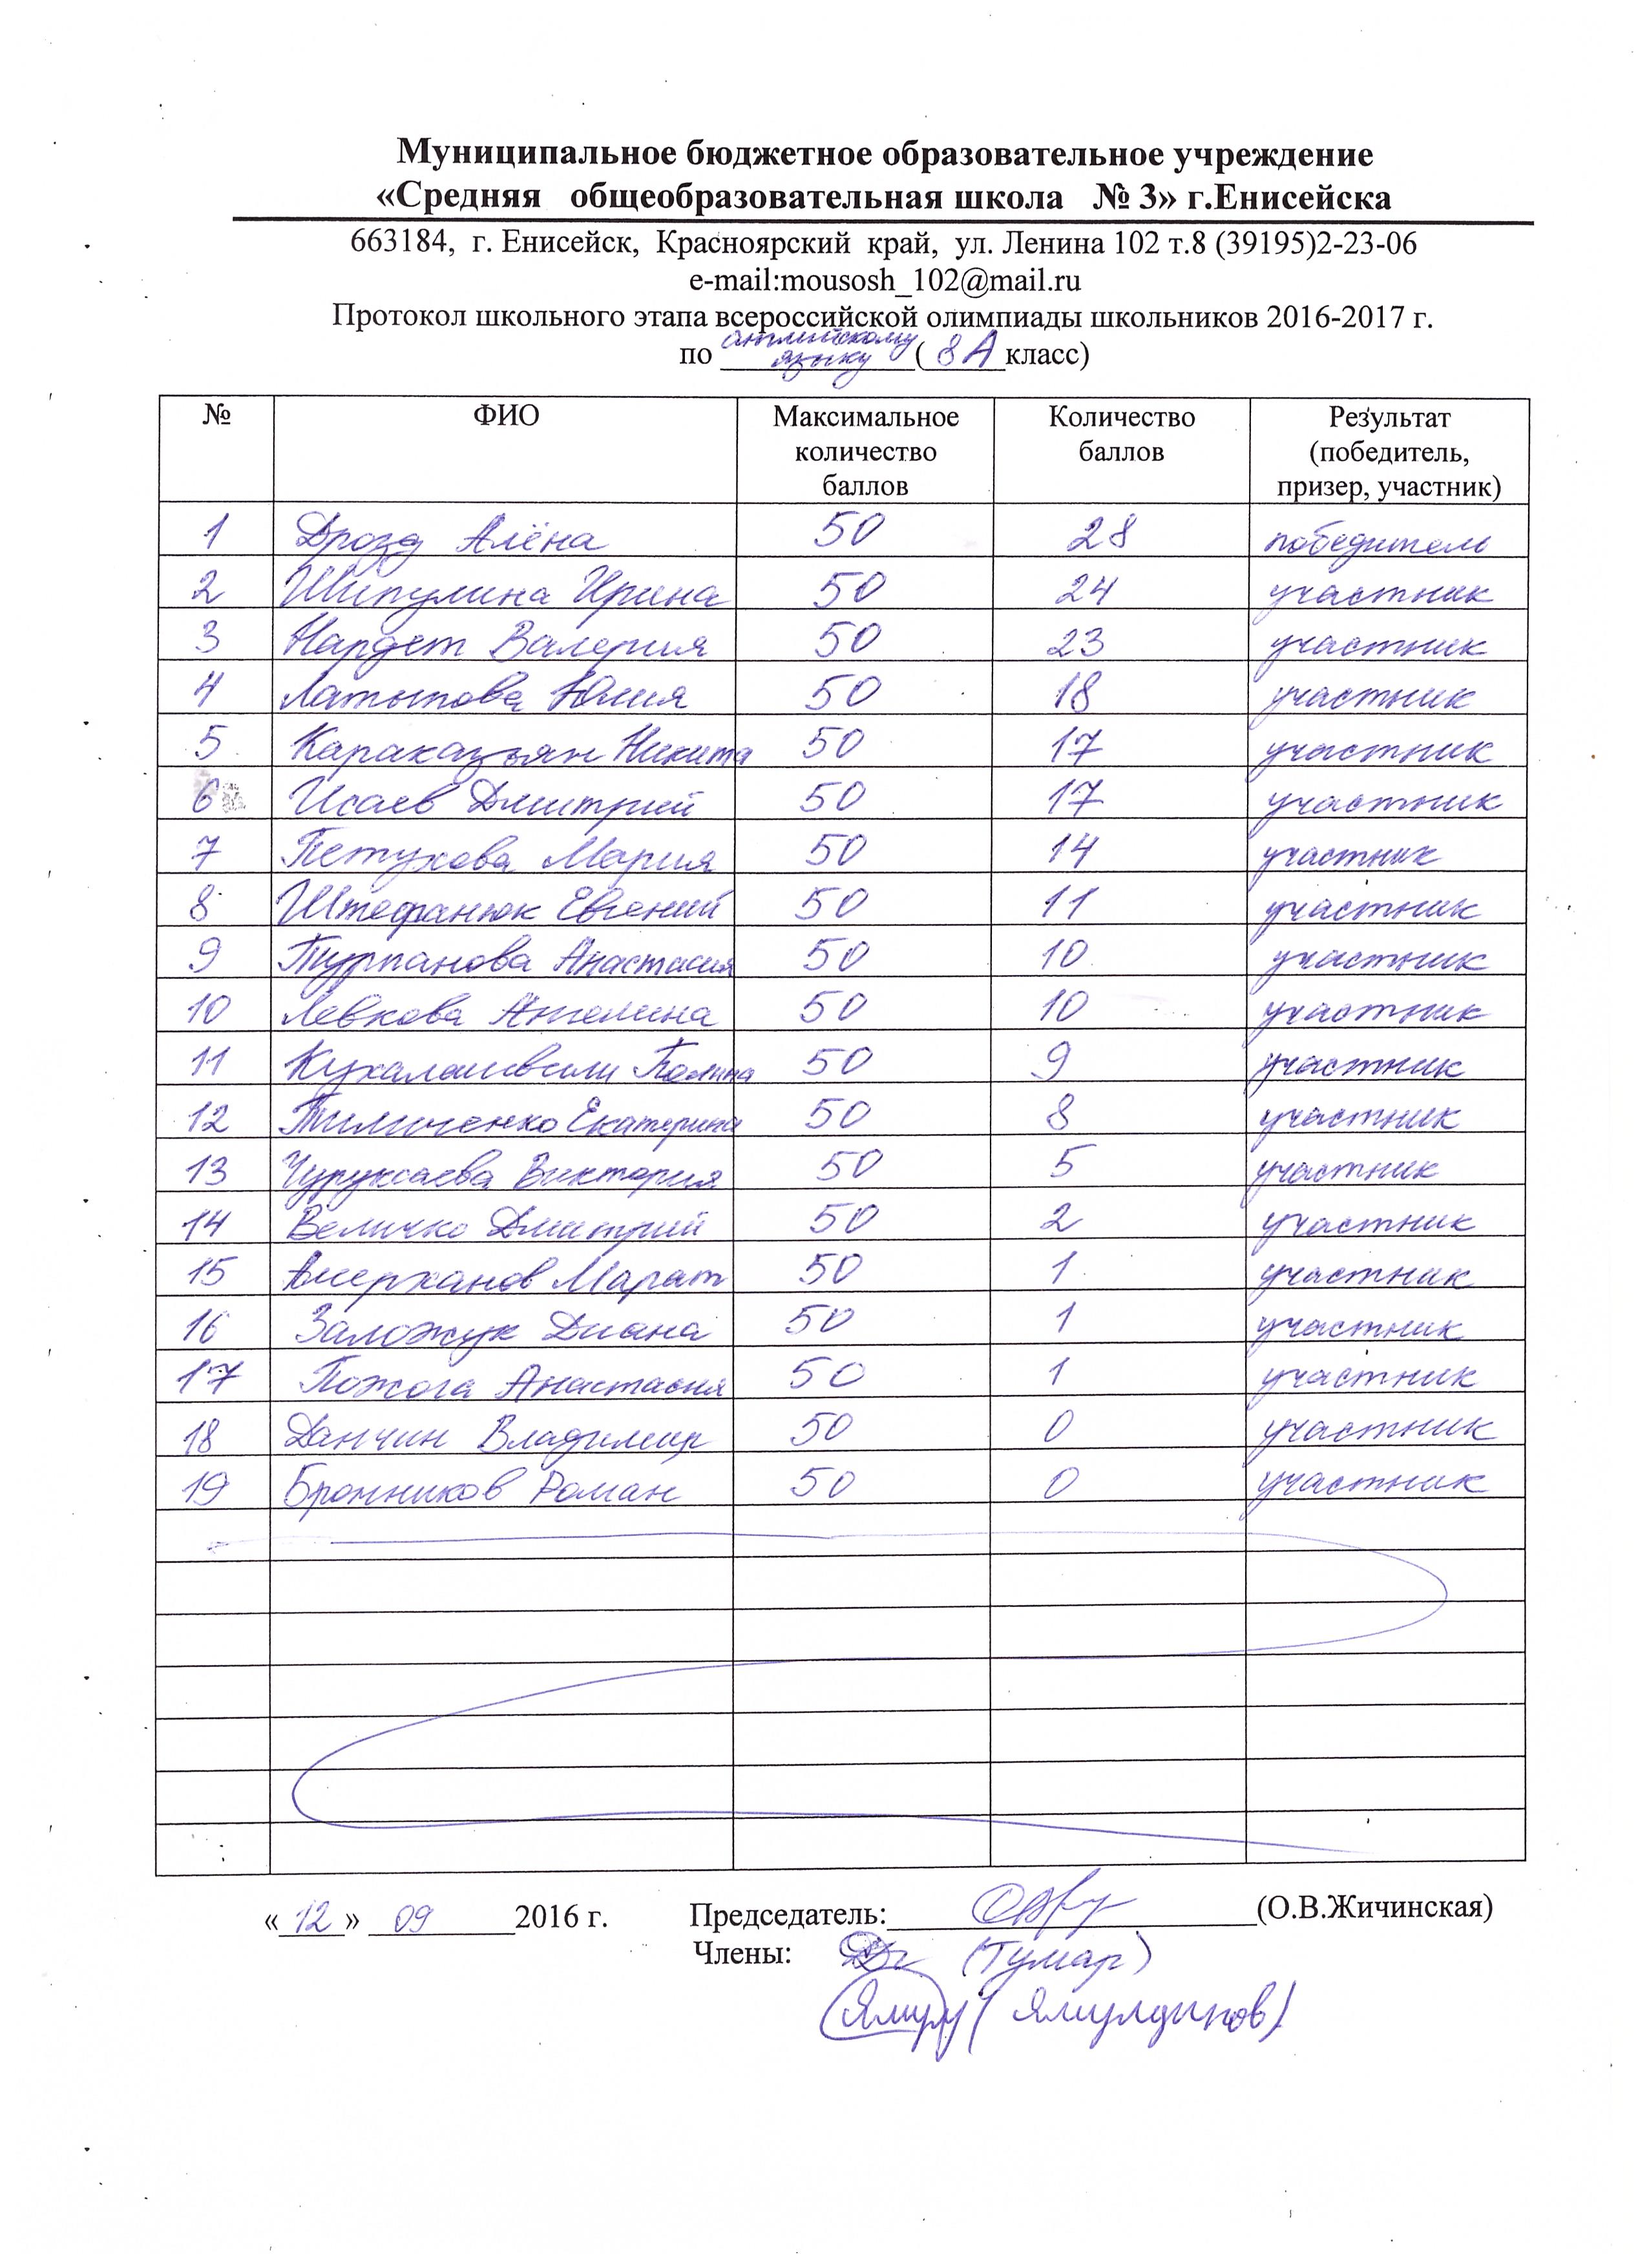 Муниципальное бюджетное образовательное учреждение
«Средняя общеобразовательная школа № 3» г.Енисейска
663184, г. Енисейск, Красноярский край, ул. Ленина 102 т.8 (39195)2-23-06
e-mail:mousosh_102@mail.ru
Протокол школьного этапа всероссийской олимпиады школьников 2016-2017 г.
по английскому языку (8А класс)
№ ФИО Максимальное количество баллов Количество баллов Результат (победитель, призер, участник)
1 Дрозд Алёна 50 28 победитель
2 Шипулина Ирина 50 24 участник
3 Нардет Валерия 50 23 участник
4 Латыпова Юлия 50 18 участник
5 Караказьян Никита 50 17 участник
6 Исаев Дмитрий 50 17 участник
7 Петухова Мария 50 14 участник
8 Штефанюк Евгений 50 11 участник
9 Турпанова Анастасия 50 10 участник
10 Левкова Ангелина 50 10 участник
11 Кухалашвили Полина 50 9 участник
12 Тимиченко Екатерина 50 8 участник
13 Чуруксаева Виктория 50 5 участник
14 Величко Дмитрий 50 2 участник
15 Амерханов Марат 50 1 участник
16 Заложук Диана 50 1 участник
17 Пожога Анастасия 50 1 участник
18 Данчин Владимир 50 0 участник
19 Бронников Роман 50 0 участник
«12» 09 2016 г. Председатель: (О.В.Жичинская)
Члены: (Тумар)
(Ямулдинов)